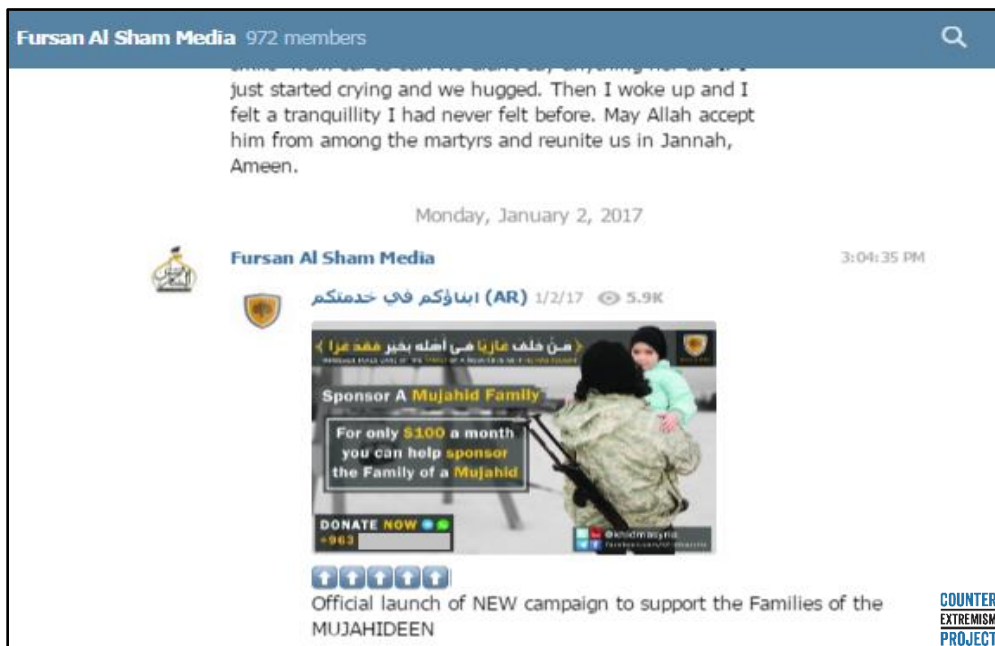 Fursan Al Sham Media 972 members
just started crying and we hugged. Then I woke up and I
felt a tranquillity I had never felt before. May Allah accept
him from among the martyrs and reunite us in Jannah,
Ameen.
Monday, January 2, 2017
Fursan Al Sham Media 3:04:35 PM
ابناؤكم في خدمتكم (AR) 1/2/17 5.9K
من خلف غازيا في أهله بخير فقد غزا
Sponsor A Mujahid Family
For only $100 a month
you can help sponsor
the Family of a Mujahid
DONATE NOW
+963
@khidmasyria
Official launch of NEW campaign to support the Families of the
MUJAHIDEEN
COUNTER
EXTREMISM
PROJECT